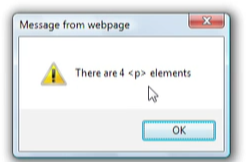 Message from webpage
There are 4 <p> elements
OK